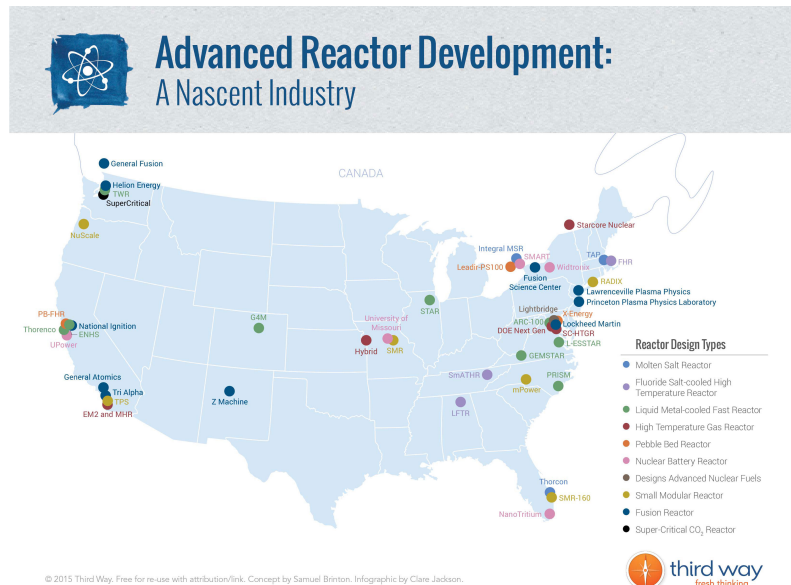 Advanced Reactor Development:
A Nascent Industry
CANADA
General Fusion
Helion Energy
TWR
SuperCritical
NuScale
Starcore Nuclear
Integral MSR
SMART
Leadir-PS100
Fusion
Science Center
Widtronix
TAP
FHR
RADIX
Lawrenceville Plasma Physics
Princeton Plasma Physics Laboratory
STAR
Lightbridge
X-Energy
ARC-100
Lockheed Martin
DOE Next Gen
SC-HTGR
L-ESSTAR
PB-FHR
Thorenco
National Ignition
ENHS
UPower
G4M
University of
Missouri
Hybrid
SMR
GEMSTAR
SmATHR
mPower
PRISM
LFTR
General Atomics
Tri Alpha
TPS
EM2 and MHR
Z Machine
Thorcon
SMR-160
NanoTritium
Reactor Design Types
Molten Salt Reactor
Fluoride Salt-cooled High
Temperature Reactor
Liquid Metal-cooled Fast Reactor
High Temperature Gas Reactor
Pebble Bed Reactor
Nuclear Battery Reactor
Designs Advanced Nuclear Fuels
Small Modular Reactor
Fusion Reactor
Super-Critical CO₂ Reactor
© 2015 Third Way. Free for re-use with attribution/link. Concept by Samuel Brinton. Infographic by Clare Jackson.
third way
fresh thinking